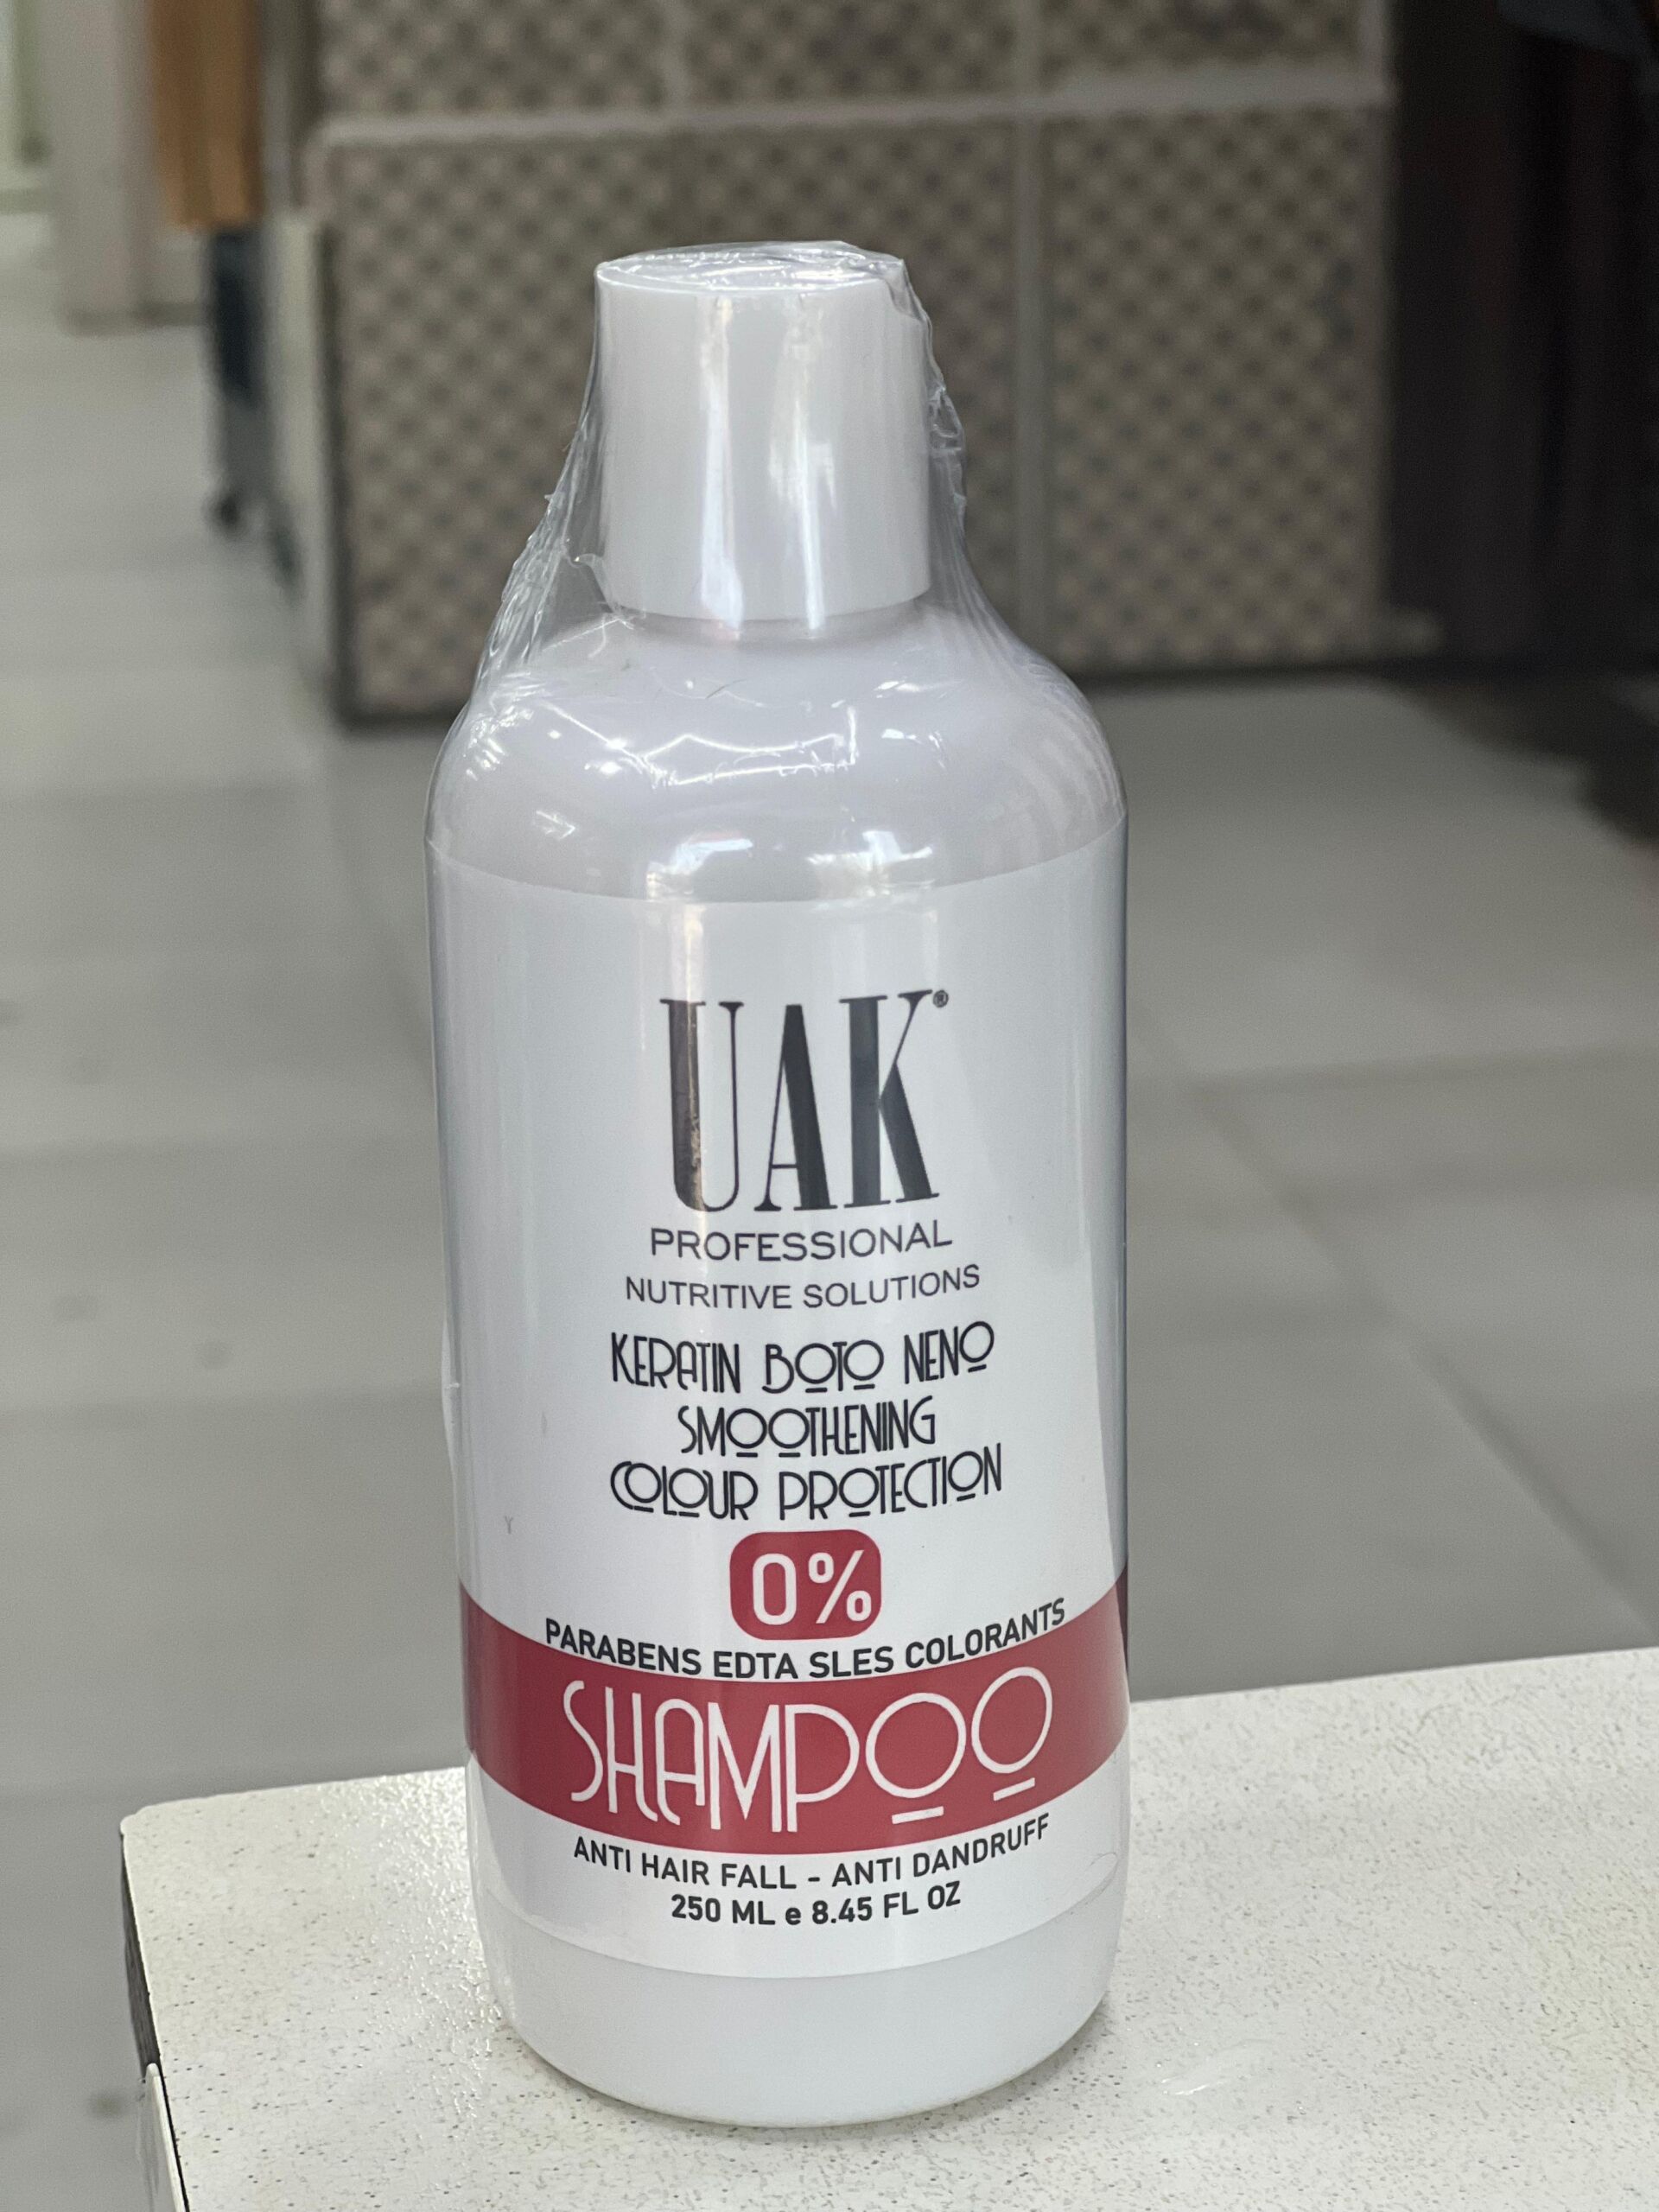 UAK®
PROFESSIONAL
NUTRITIVE SOLUTIONS
KERATIN BOTO NENO
SMOOTHENING
COLOUR PROTECTION
0%
PARABENS EDTA SLES COLORANTS
SHAMPOO
ANTI HAIR FALL - ANTI DANDRUFF
250 ML e 8.45 FL OZ